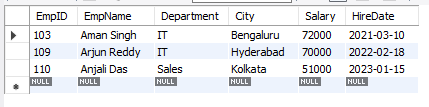 EmpID EmpName Department City Salary HireDate
103 Aman Singh IT Bengaluru 72000 2021-03-10
109 Arjun Reddy IT Hyderabad 70000 2022-02-18
110 Anjali Das Sales Kolkata 51000 2023-01-15
NULL NULL NULL NULL NULL NULL